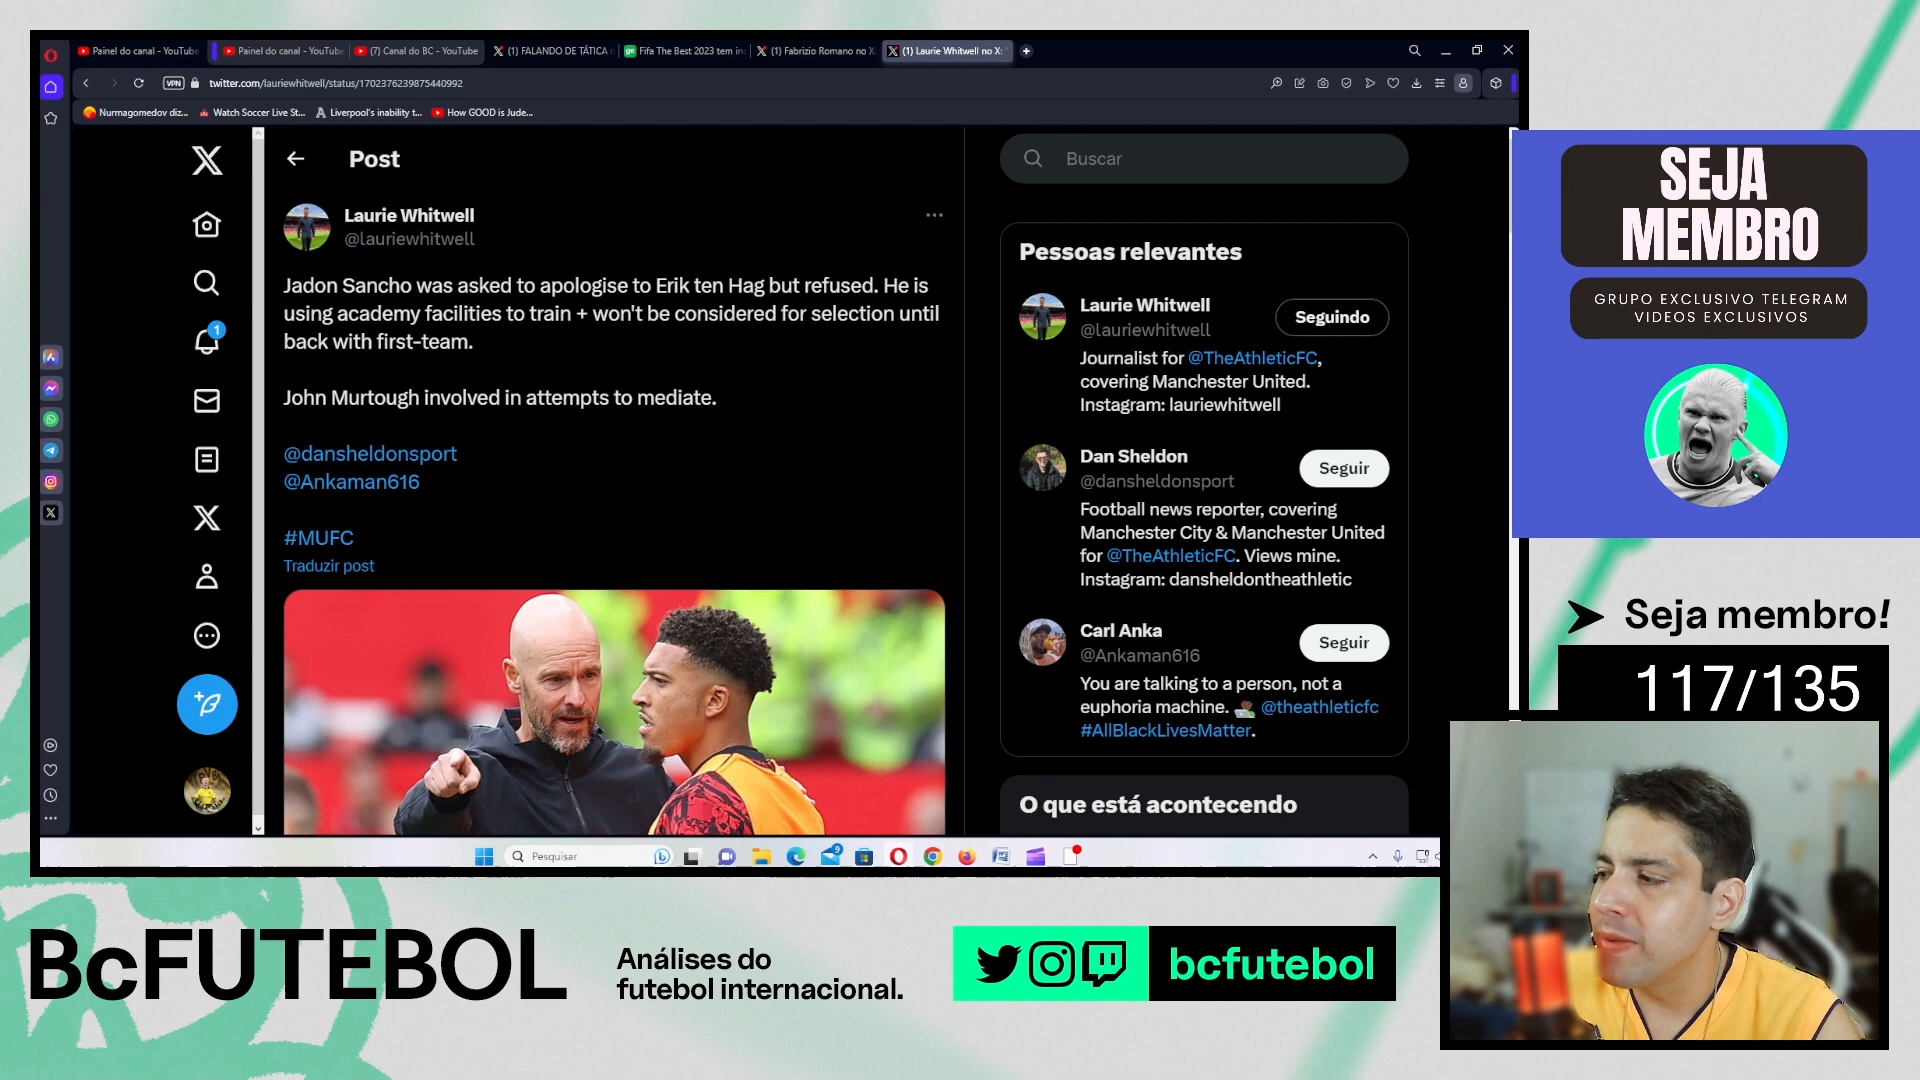 Painel do canal - YouTube
Painel do canal - YouTube
(7) Canal do BC - YouTube
(1) FALANDO DE TÁTICA
Fifa The Best 2023 tem in
(1) Fabrizio Romano no X
(1) Laurie Whitwell no X:
VPN
twitter.com/lauriewhitwell/status/1702376239875440992
Nurmagomedov diz...
Watch Soccer Live St...
Liverpool's inability t...
How GOOD is Jude...
Post
Laurie Whitwell
@lauriewhitwell
Jadon Sancho was asked to apologise to Erik ten Hag but refused. He is
using academy facilities to train + won't be considered for selection until
back with first-team.
John Murtough involved in attempts to mediate.
@dansheldonsport
@Ankaman616
#MUFC
Traduzir post
1
Buscar
Pessoas relevantes
Laurie Whitwell
@lauriewhitwell
Seguindo
Journalist for @TheAthleticFC,
covering Manchester United.
Instagram: lauriewhitwell
Dan Sheldon
@dansheldonsport
Seguir
Football news reporter, covering
Manchester City & Manchester United
for @TheAthleticFC. Views mine.
Instagram: dansheldontheathletic
Carl Anka
@Ankaman616
Seguir
You are talking to a person, not a
euphoria machine. @theathleticfc
#AllBlackLivesMatter.
O que está acontecendo
Pesquisar
9
SEJA
MEMBRO
GRUPO EXCLUSIVO TELEGRAM
VIDEOS EXCLUSIVOS
Seja membro!
117/135
BcFUTEBOL
Análises do
futebol internacional.
bcfutebol